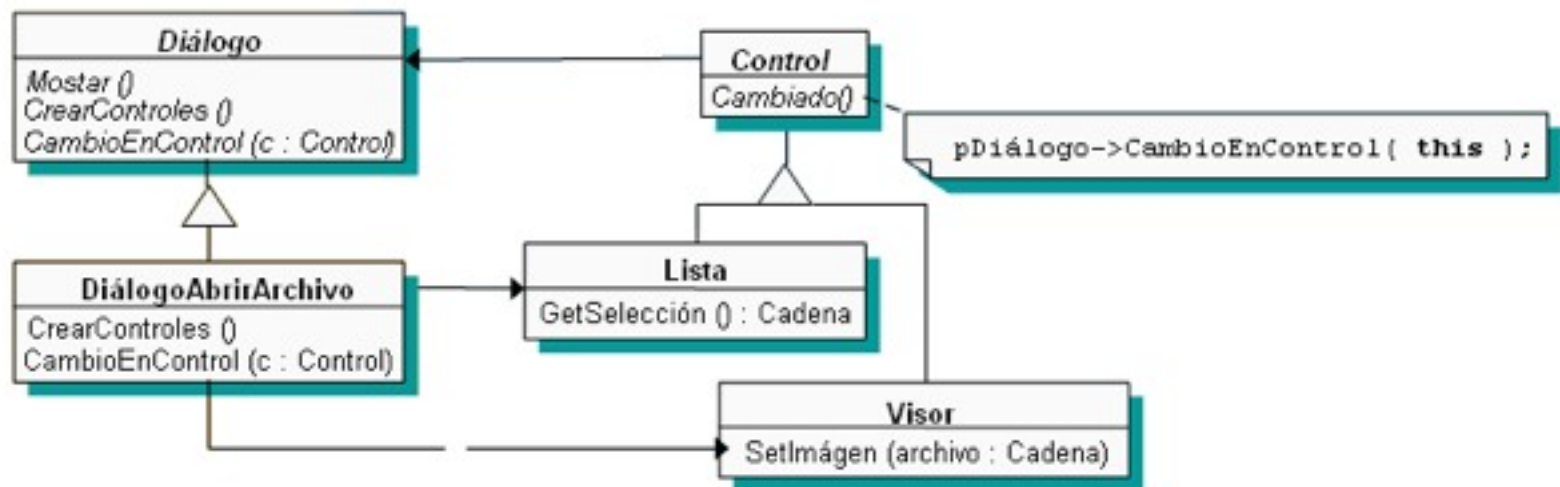 Diálogo
Mostar ()
CrearControles ()
CambioEnControl (c : Control)
Control
Cambiado()
pDiálogo->CambioEnControl( this );
DiálogoAbrirArchivo
CrearControles ()
CambioEnControl (c : Control)
Lista
GetSelección () : Cadena
Visor
SetImágen (archivo : Cadena)